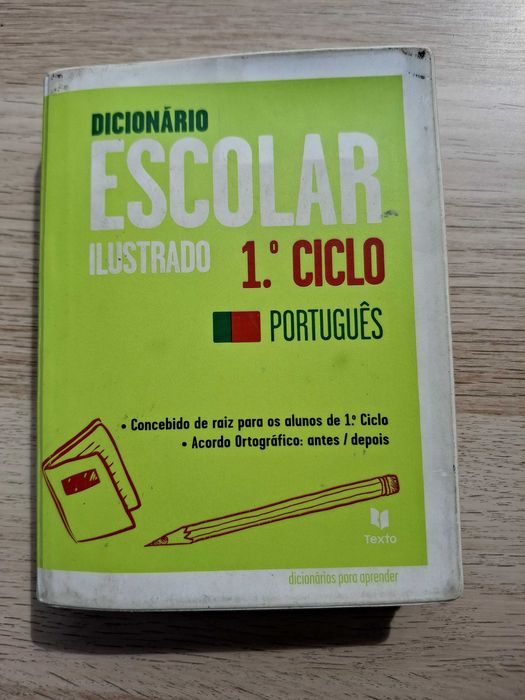 DICIONÁRIO
ESCOLAR
ILUSTRADO 1.º CICLO
PORTUGUÊS
• Concebido de raiz para os alunos de 1.º Ciclo
• Acordo Ortográfico: antes / depois
Texto
dicionários para aprender